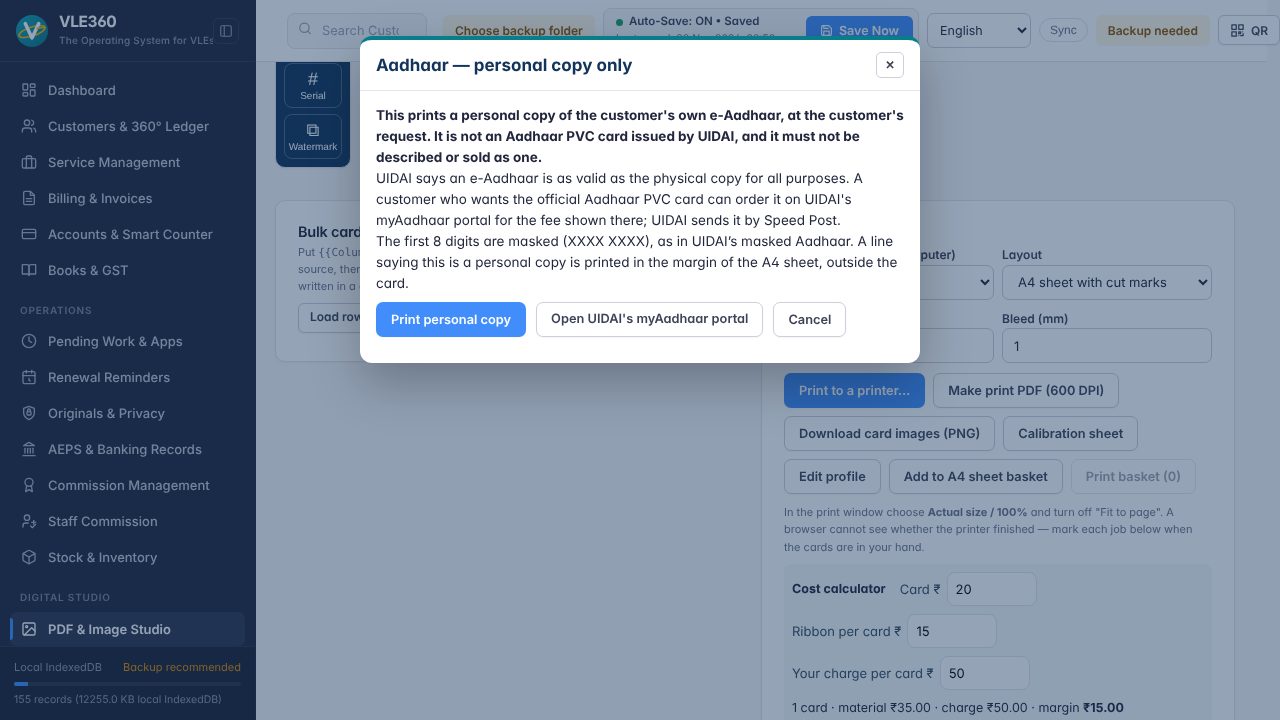 VLE360
The Operating System for VLEs
Search Cust
Choose backup folder
Auto-Save: ON • Saved
Save Now
English
Sync
Backup needed
QR
Dashboard
Customers & 360° Ledger
Service Management
Billing & Invoices
Accounts & Smart Counter
Books & GST
OPERATIONS
Pending Work & Apps
Renewal Reminders
Originals & Privacy
AEPS & Banking Records
Commission Management
Staff Commission
Stock & Inventory
DIGITAL STUDIO
PDF & Image Studio
Local IndexedDB
Backup recommended
155 records (12255.0 KB local IndexedDB)
#
Serial
Watermark
Bulk card
Put {{Colu
source, ther
written in a
Load row
Aadhaar — personal copy only
×
This prints a personal copy of the customer's own e-Aadhaar, at the customer's
request. It is not an Aadhaar PVC card issued by UIDAI, and it must not be
described or sold as one.
UIDAI says an e-Aadhaar is as valid as the physical copy for all purposes. A
customer who wants the official Aadhaar PVC card can order it on UIDAI's
myAadhaar portal for the fee shown there; UIDAI sends it by Speed Post.
The first 8 digits are masked (XXXX XXXX), as in UIDAI's masked Aadhaar. A line
saying this is a personal copy is printed in the margin of the A4 sheet, outside the
card.
Print personal copy
Open UIDAI's myAadhaar portal
Cancel
puter)
Layout
A4 sheet with cut marks
Bleed (mm)
1
Print to a printer...
Make print PDF (600 DPI)
Download card images (PNG)
Calibration sheet
Edit profile
Add to A4 sheet basket
Print basket (0)
In the print window choose Actual size / 100% and turn off "Fit to page". A
browser cannot see whether the printer finished — mark each job below when
the cards are in your hand.
Cost calculator
Card ₹
20
Ribbon per card ₹
15
Your charge per card ₹
50
1 card · material ₹35.00 · charge ₹50.00 · margin ₹15.00